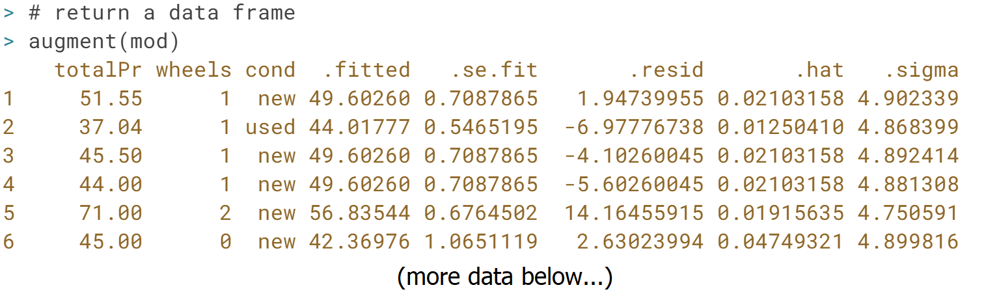 > # return a data frame
> augment(mod)
totalPr wheels cond .fitted .se.fit .resid .hat .sigma
1 51.55 1 new 49.60260 0.7087865 1.94739955 0.02103158 4.902339
2 37.04 1 used 44.01777 0.5465195 -6.97776738 0.01250410 4.868399
3 45.50 1 new 49.60260 0.7087865 -4.10260045 0.02103158 4.892414
4 44.00 1 new 49.60260 0.7087865 -5.60260045 0.02103158 4.881308
5 71.00 2 new 56.83544 0.6764502 14.16455915 0.01915635 4.750591
6 45.00 0 new 42.36976 1.0651119 2.63023994 0.04749321 4.899816
(more data below...)